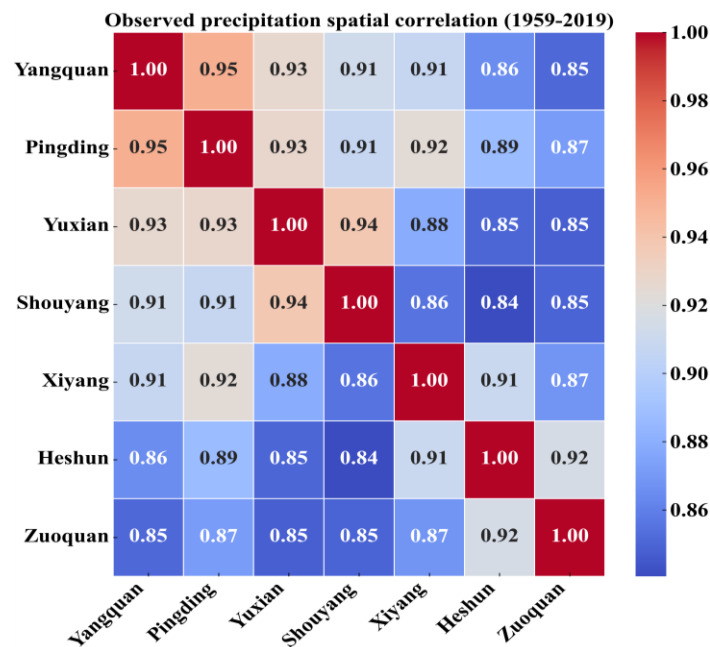 Observed precipitation spatial correlation (1959-2019)
Yangquan 1.00 0.95 0.93 0.91 0.91 0.86 0.85
Pingding 0.95 1.00 0.93 0.91 0.92 0.89 0.87
Yuxian 0.93 0.93 1.00 0.94 0.88 0.85 0.85
Shouyang 0.91 0.91 0.94 1.00 0.86 0.84 0.85
Xiyang 0.91 0.92 0.88 0.86 1.00 0.91 0.87
Heshun 0.86 0.89 0.85 0.84 0.91 1.00 0.92
Zuoquan 0.85 0.87 0.85 0.85 0.87 0.92 1.00
Yangquan Pingding Yuxian Shouyang Xiyang Heshun Zuoquan
1.00
0.98
0.96
0.94
0.92
0.90
0.88
0.86